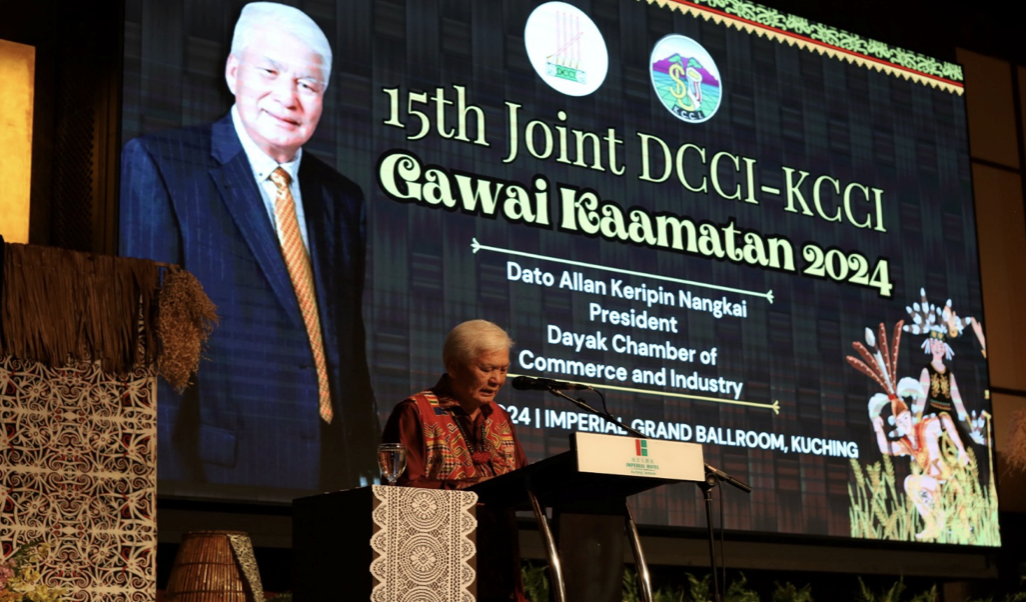 DCCI
KCCI
15th Joint DCCI-KCCI
Gawai Kaamatan 2024
Dato Allan Keripin Nangkai
President
Dayak Chamber of
Commerce and Industry
24 | IMPERIAL GRAND BALLROOM, KUCHING
IMPERIAL HOTEL